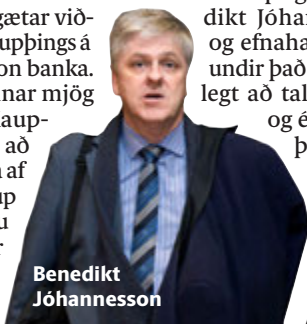 gætar við-
upþings á
on banka.
nar mjög
aup-
að
af
up
u
r
dikt Jóhan
og efnaha
undir það
legt að tal
og é
þ
Benedikt
Jóhannesson